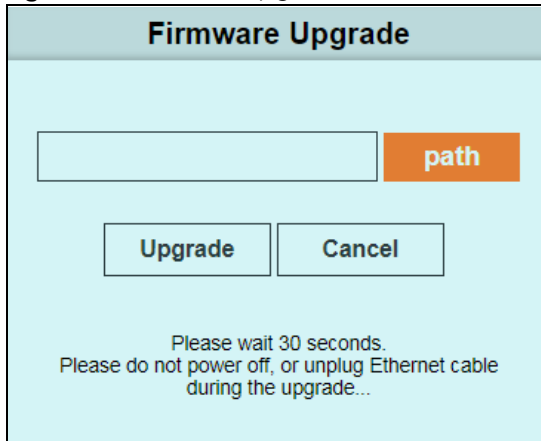 Firmware Upgrade
path
Upgrade Cancel
Please wait 30 seconds.
Please do not power off, or unplug Ethernet cable
during the upgrade...